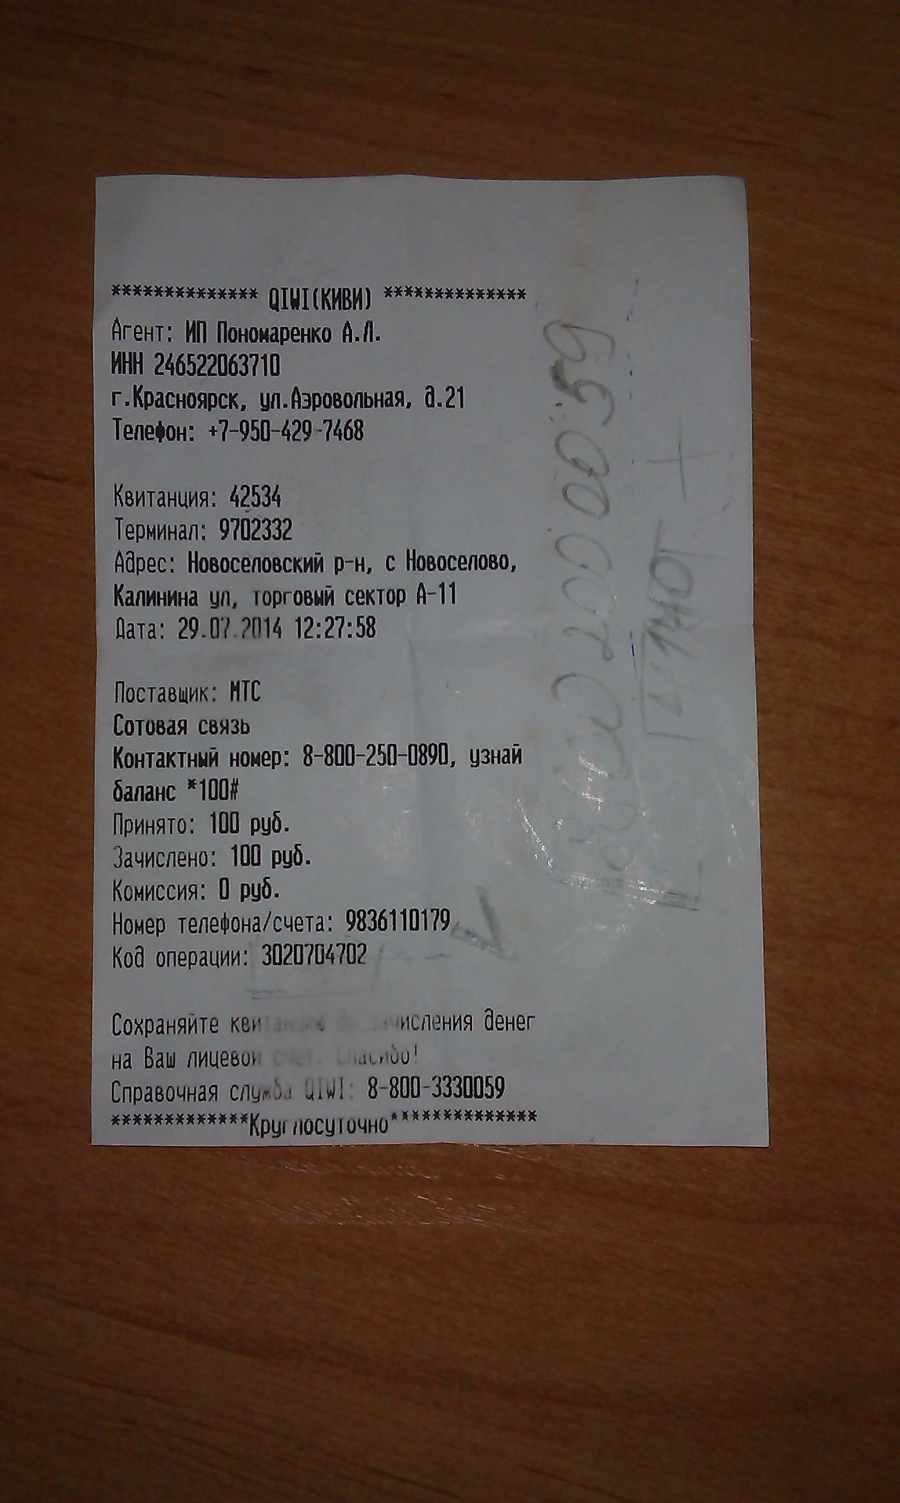 ************** QIWI(КИВИ) **************
Агент: ИП Пономаренко А.Л.
ИНН 246522063710
г.Красноярск, ул.Аэровольная, д.21
Телефон: +7-950-429-7468
Квитанция: 42534
Терминал: 9702332
Адрес: Новоселовский р-н, с Новоселово,
Калинина ул, торговый сектор А-11
Дата: 29.07.2014 12:27:58
Поставщик: МТС
Сотовая связь
Контактный номер: 8-800-250-0890, узнай
баланс *100#
Принято: 100 руб.
Зачислено: 100 руб.
Комиссия: 0 руб.
Номер телефона/счета: 9836110179
Код операции: 3020704702
Сохраняйте квитанцию до зачисления денег
на Ваш лицевой счет. Спасибо!
Справочная служба QIWI: 8-800-3330059
*************Круглосуточно**************